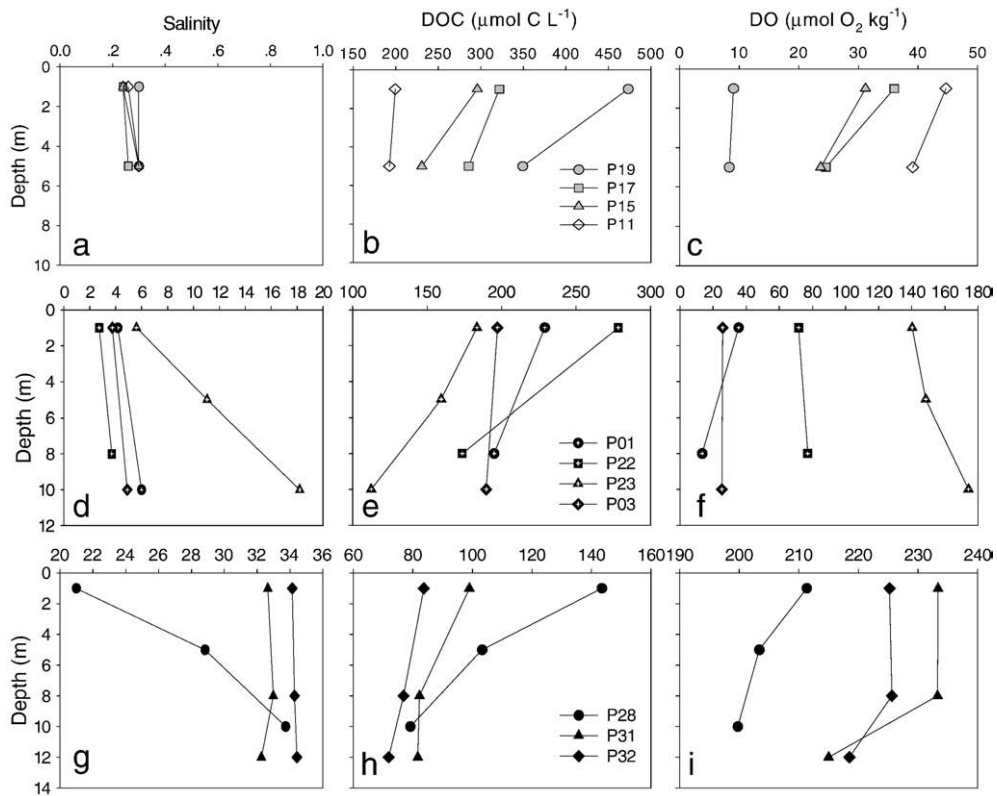 Salinity
DOC (μmol C L⁻¹)
DO (μmol O₂ kg⁻¹)
0.0 .2 .4 .6 .8 1.0
150 200 250 300 350 400 450 500
0 10 20 30 40 50
Depth (m)
0
2
4
6
8
10
a
b
P19
P17
P15
P11
c
0 2 4 6 8 10 12 14 16 18 20
100 150 200 250 300
0 20 40 60 80 100 120 140 160 180
Depth (m)
0
2
4
6
8
10
12
d
e
P01
P22
P23
P03
f
20 22 24 26 28 30 32 34 36
60 80 100 120 140 160
190 200 210 220 230 240
Depth (m)
0
2
4
6
8
10
12
14
g
h
P28
P31
P32
i